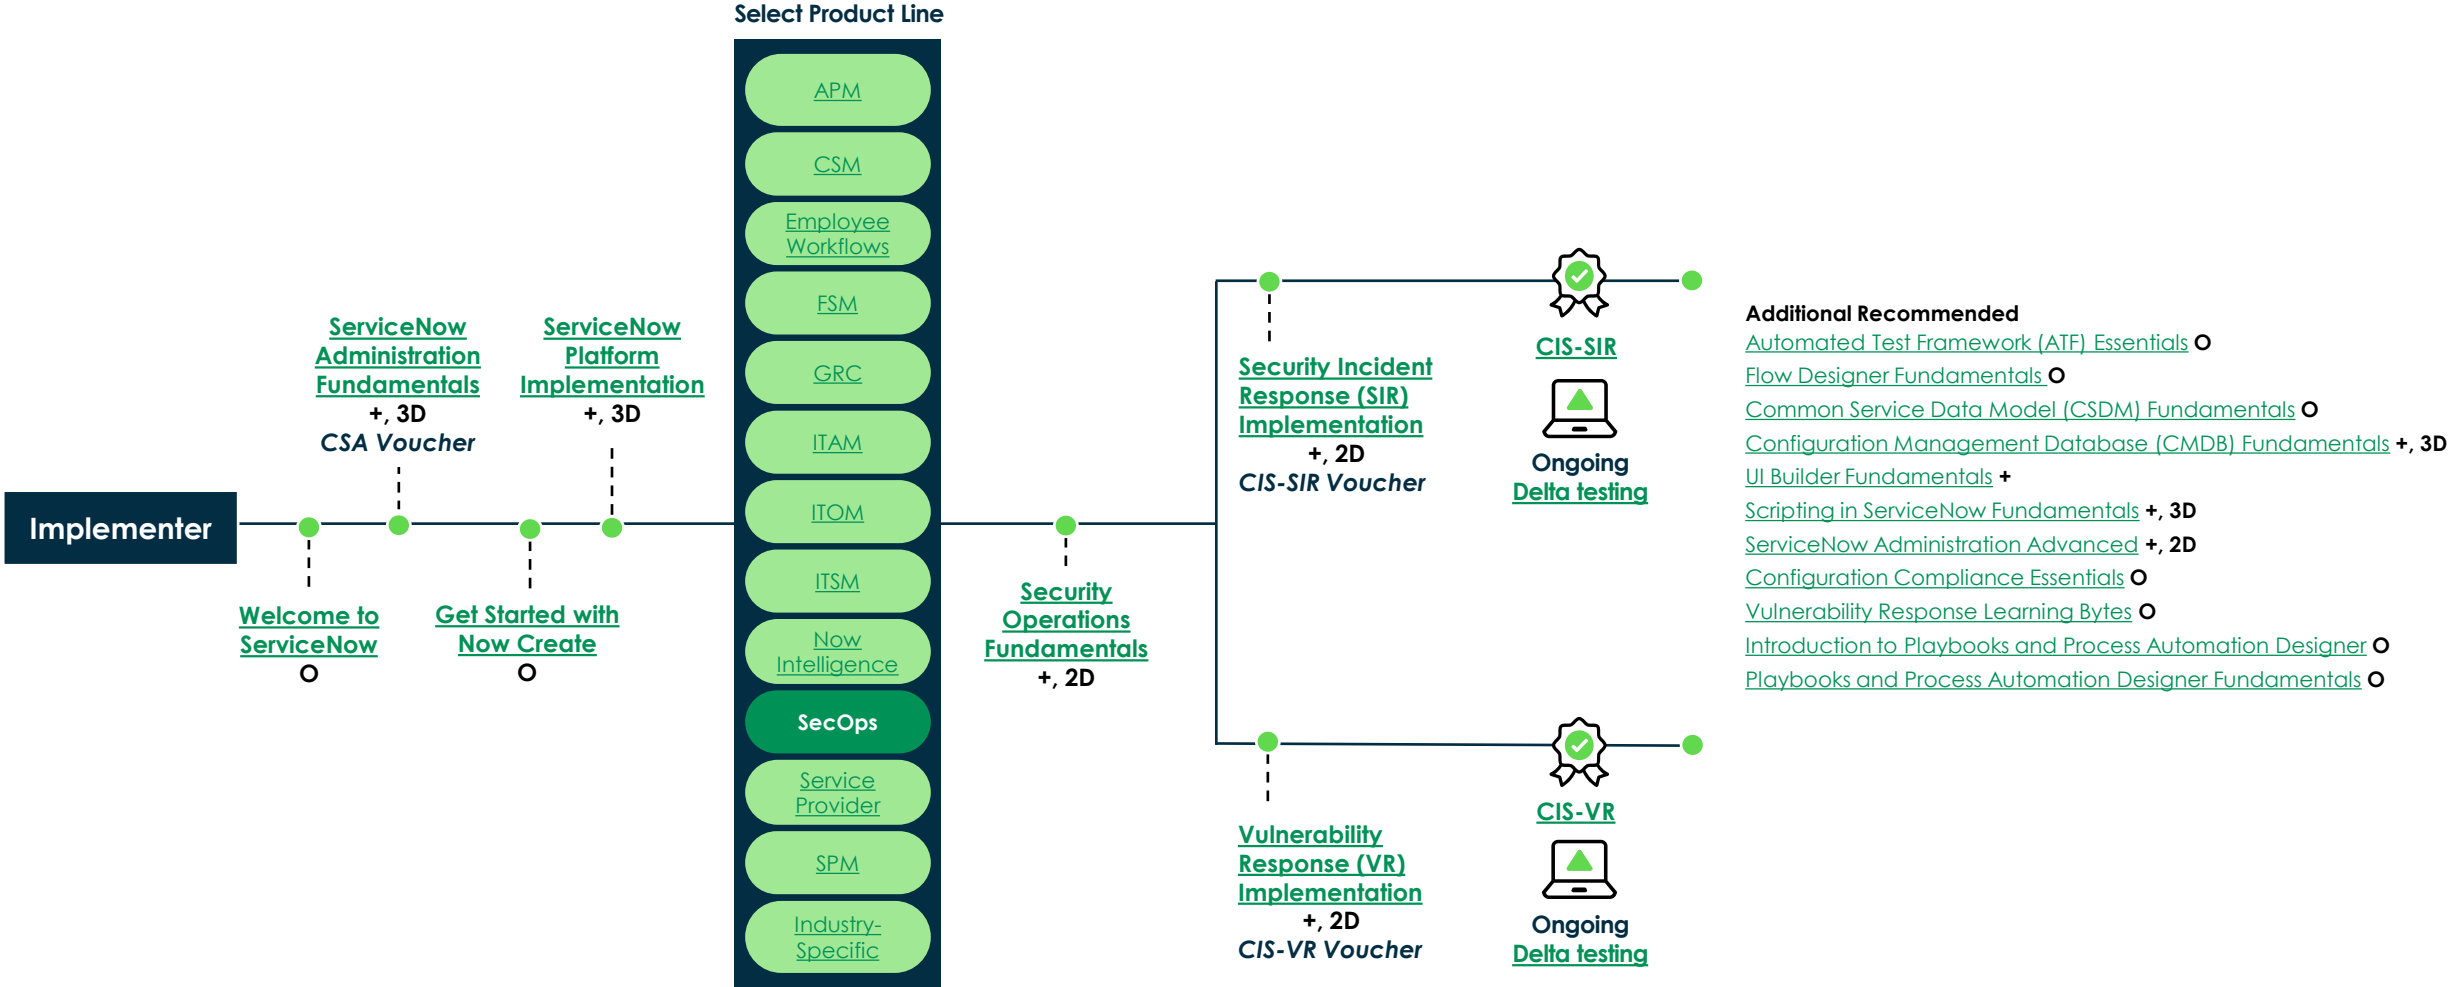 Select Product Line
APM
CSM
Employee
Workflows
FSM
GRC
ITAM
ITOM
ITSM
Now
Intelligence
SecOps
Service
Provider
SPM
Industry-
Specific
Implementer
Welcome to
ServiceNow
O
ServiceNow
Administration
Fundamentals
+, 3D
CSA Voucher
Get Started with
Now Create
O
ServiceNow
Platform
Implementation
+, 3D
Security
Operations
Fundamentals
+, 2D
Security Incident
Response (SIR)
Implementation
+, 2D
CIS-SIR Voucher
CIS-SIR
Ongoing
Delta testing
Vulnerability
Response (VR)
Implementation
+, 2D
CIS-VR Voucher
CIS-VR
Ongoing
Delta testing
Additional Recommended
Automated Test Framework (ATF) Essentials O
Flow Designer Fundamentals O
Common Service Data Model (CSDM) Fundamentals O
Configuration Management Database (CMDB) Fundamentals +, 3D
UI Builder Fundamentals +
Scripting in ServiceNow Fundamentals +, 3D
ServiceNow Administration Advanced +, 2D
Configuration Compliance Essentials O
Vulnerability Response Learning Bytes O
Introduction to Playbooks and Process Automation Designer O
Playbooks and Process Automation Designer Fundamentals O